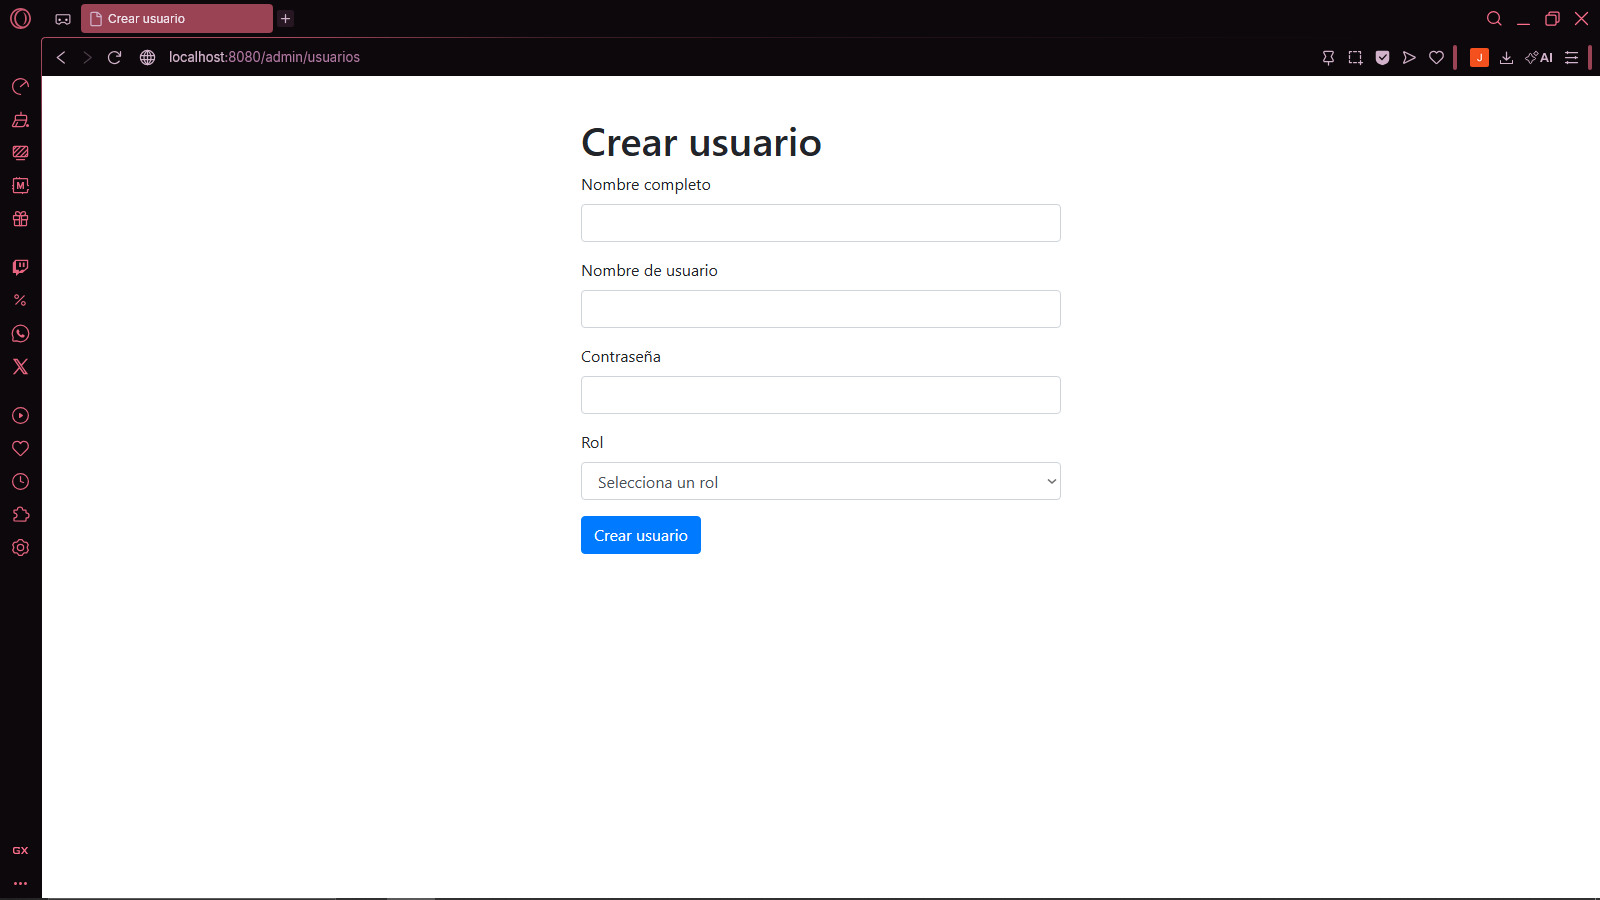 Crear usuario
localhost:8080/admin/usuarios
J
AI
M
Crear usuario
Nombre completo
Nombre de usuario
Contraseña
Rol
Selecciona un rol
Crear usuario
GX